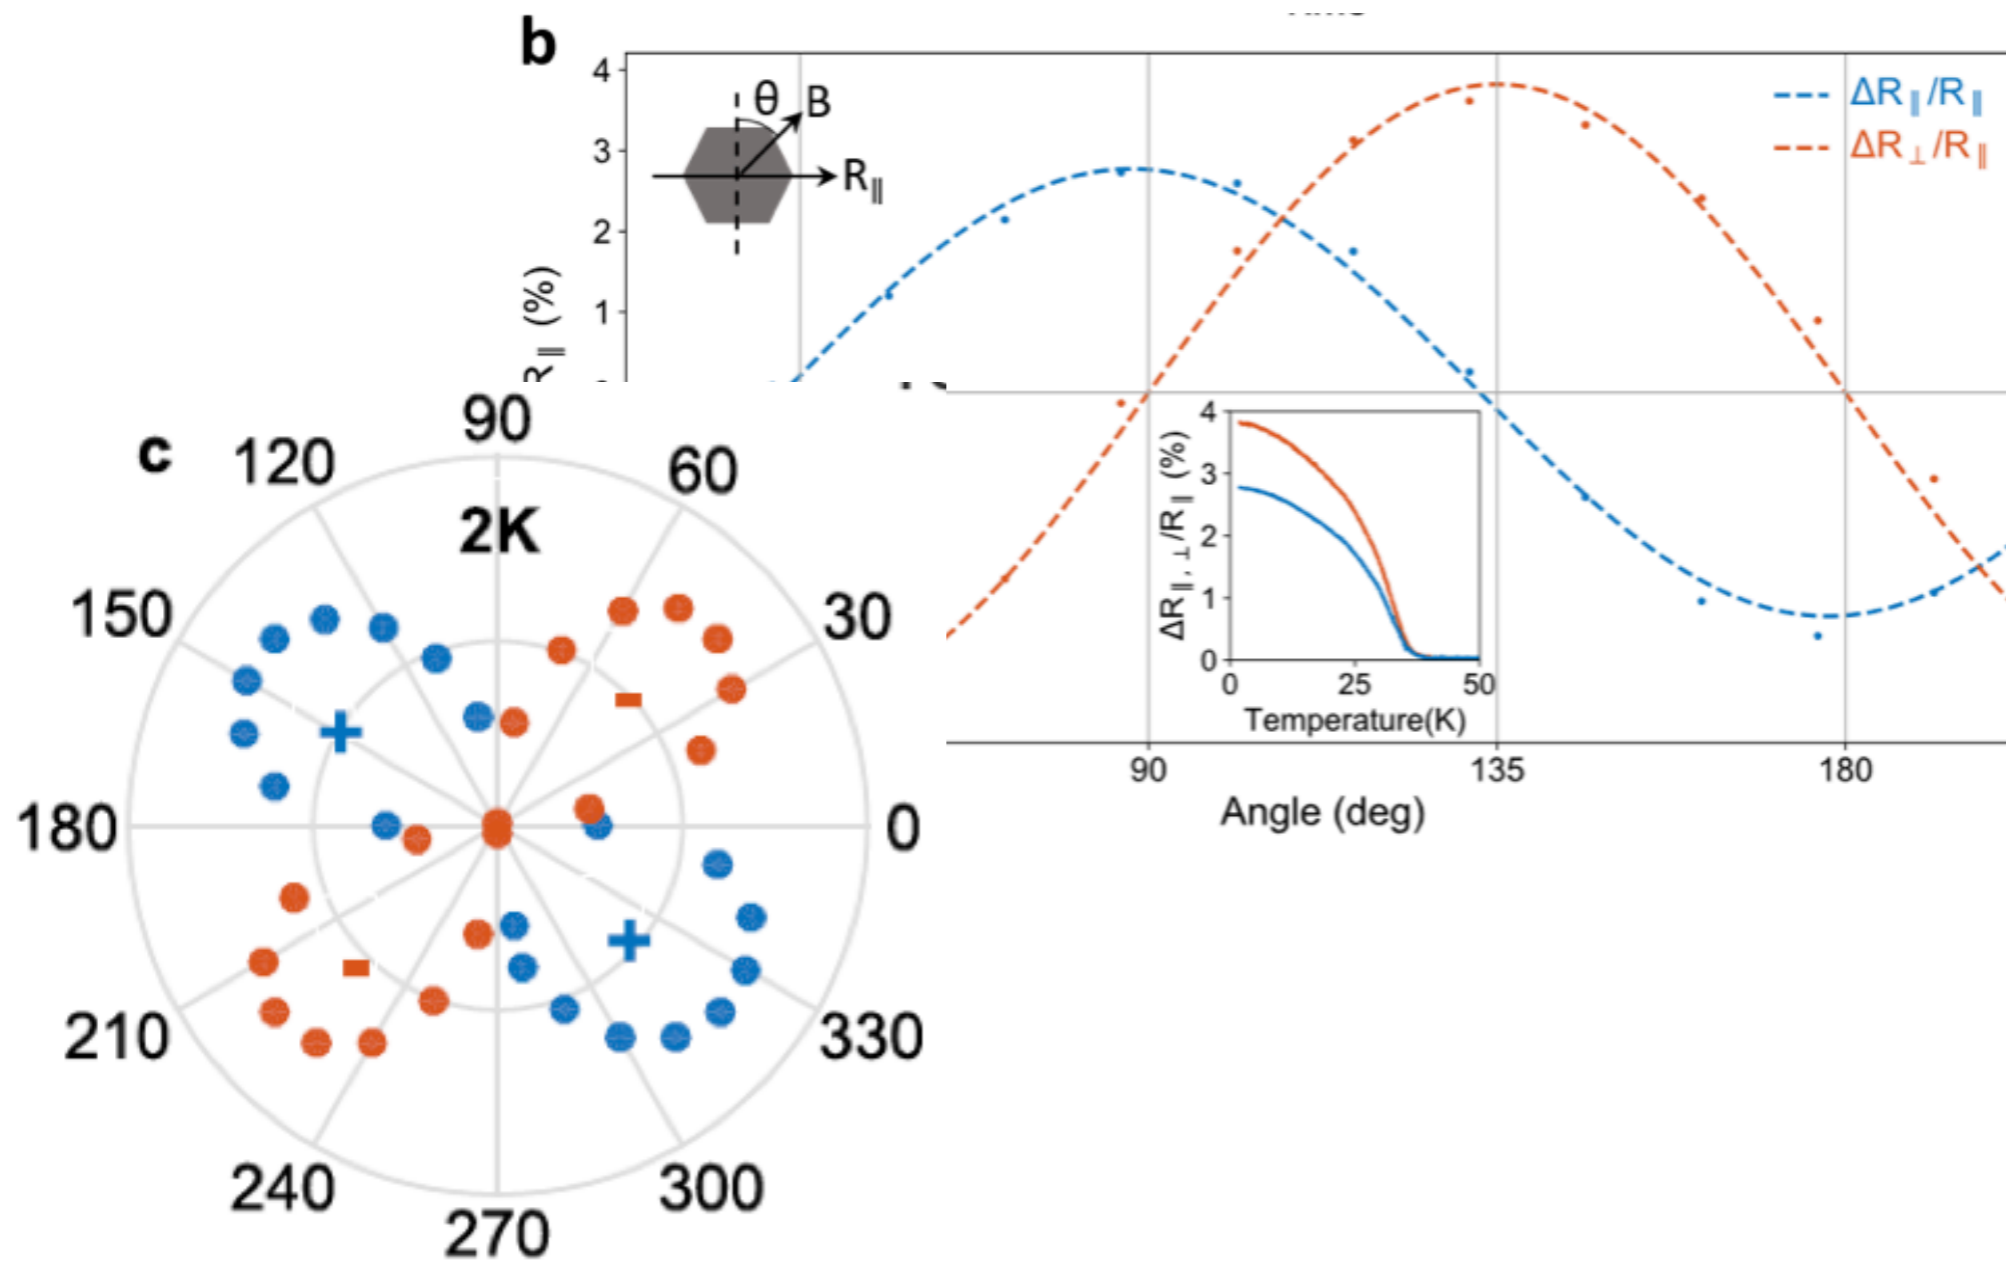 b
4
3
2
1
R∥ (%)
θ
B
R∥
ΔR∥/R∥
ΔR⊥/R∥
c
90
60
30
0
330
300
270
240
210
180
150
120
2K
+
-
-
+
4
3
2
1
0
ΔR∥,⊥/R∥ (%)
0
25
50
Temperature(K)
90
135
180
Angle (deg)